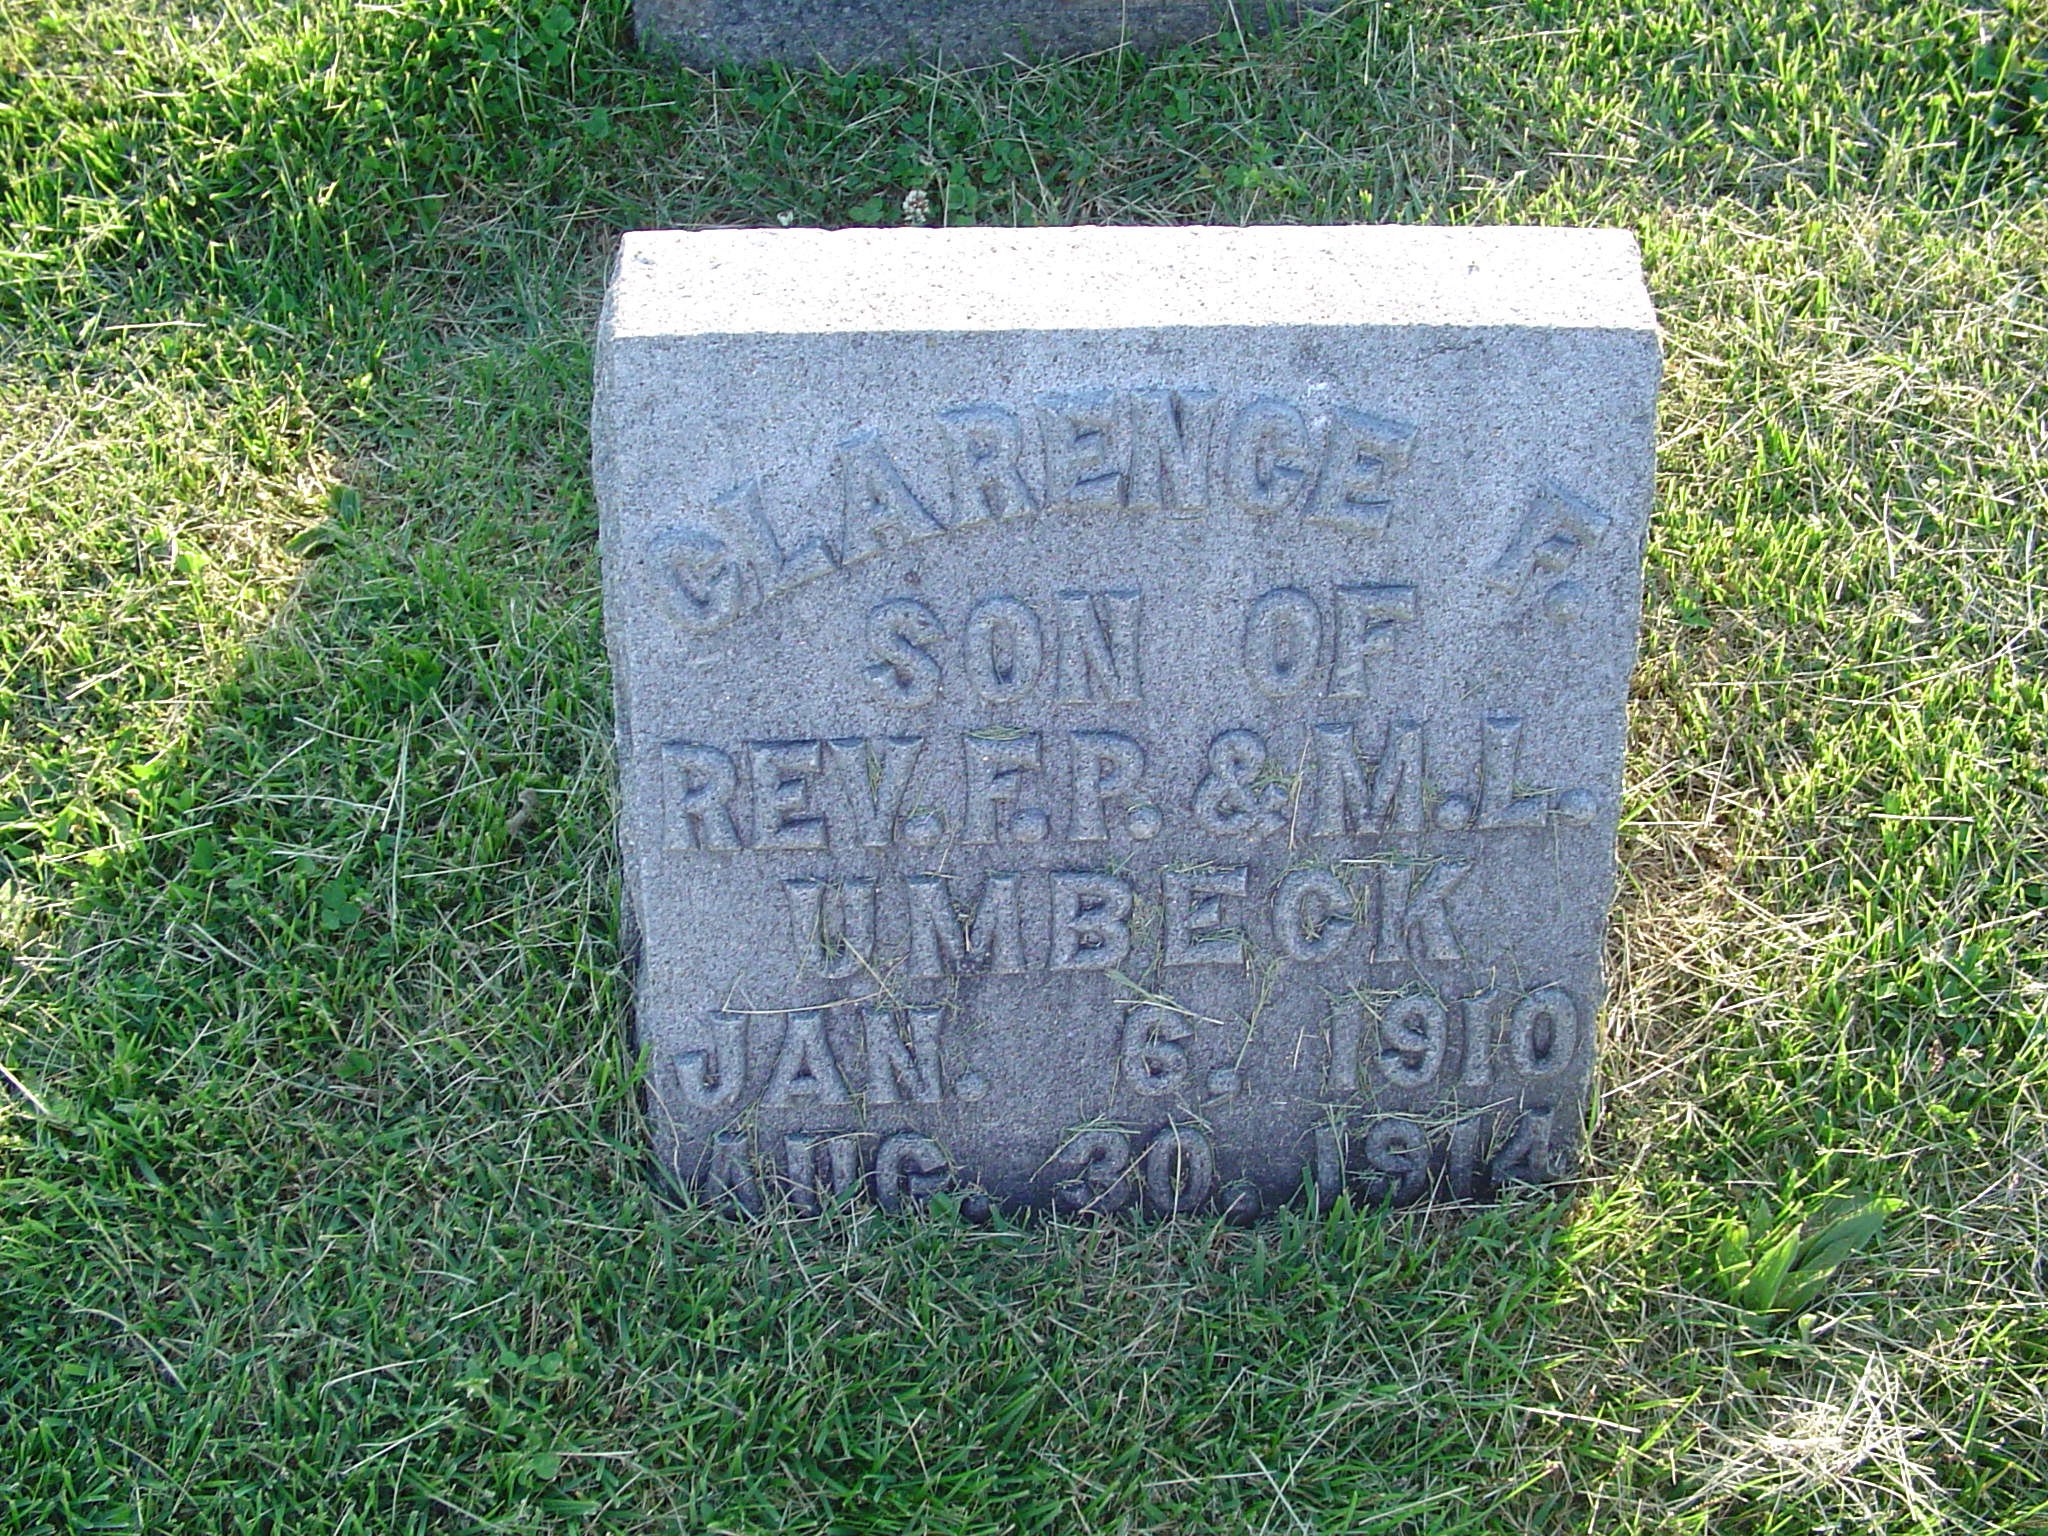 CLARENCE F.
SON OF
REV. F. P. & M. L.
UMBECK
JAN. 6, 1910
AUG. 30, 1914